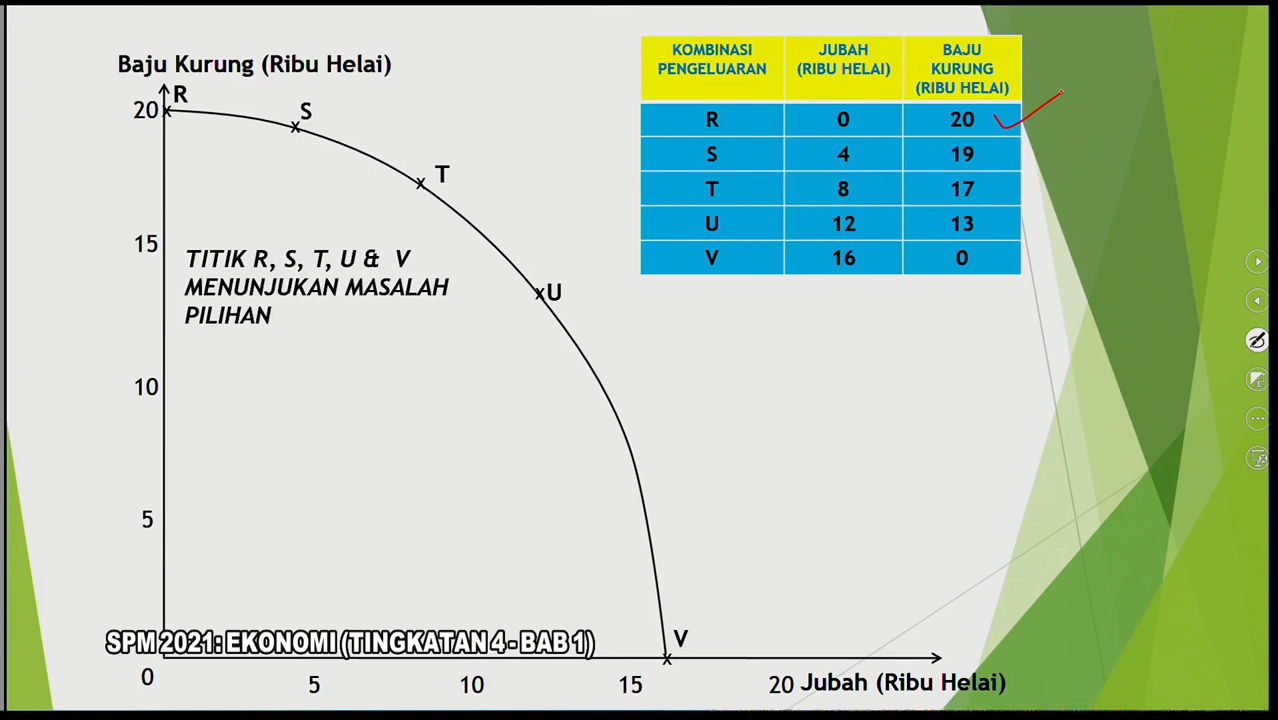 Baju Kurung (Ribu Helai)
R
20
S
T
15
TITIK R, S, T, U & V
MENUNJUKAN MASALAH
PILIHAN
U
10
5
SPM 2021: EKONOMI (TINGKATAN 4 - BAB 1)
V
0
5
10
15
20
Jubah (Ribu Helai)
KOMBINASI
PENGELUARAN
JUBAH
(RIBU HELAI)
BAJU
KURUNG
(RIBU HELAI)
R 0 20
S 4 19
T 8 17
U 12 13
V 16 0